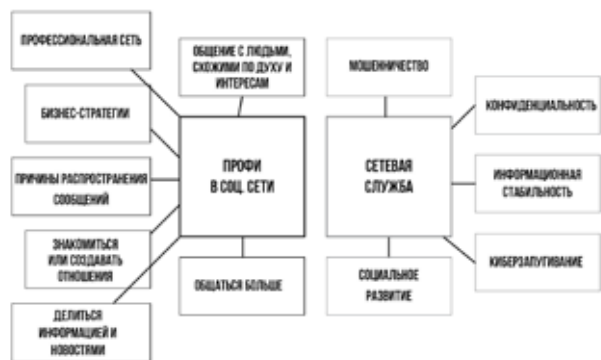 ПРОФЕССИОНАЛЬНАЯ СЕТЬ
БИЗНЕС-СТРАТЕГИИ
ПРИЧИНЫ РАСПРОСТРАНЕНИЯ
СООБЩЕНИЙ
ЗНАКОМИТЬСЯ
ИЛИ СОЗДАВАТЬ
ОТНОШЕНИЯ
ДЕЛИТЬСЯ
ИНФОРМАЦИЕЙ И
НОВОСТЯМИ
ОБЩЕНИЕ С ЛЮДЬМИ,
СХОЖИМИ ПО ДУХУ И
ИНТЕРЕСАМ
ПРОФИ
В СОЦ. СЕТИ
ОБЩАТЬСЯ БОЛЬШЕ
МОШЕННИЧЕСТВО
СЕТЕВАЯ
СЛУЖБА
СОЦИАЛЬНОЕ
РАЗВИТИЕ
КОНФИДЕНЦИАЛЬНОСТЬ
ИНФОРМАЦИОННАЯ
СТАБИЛЬНОСТЬ
КИБЕРЗАПУГИВАНИЕ